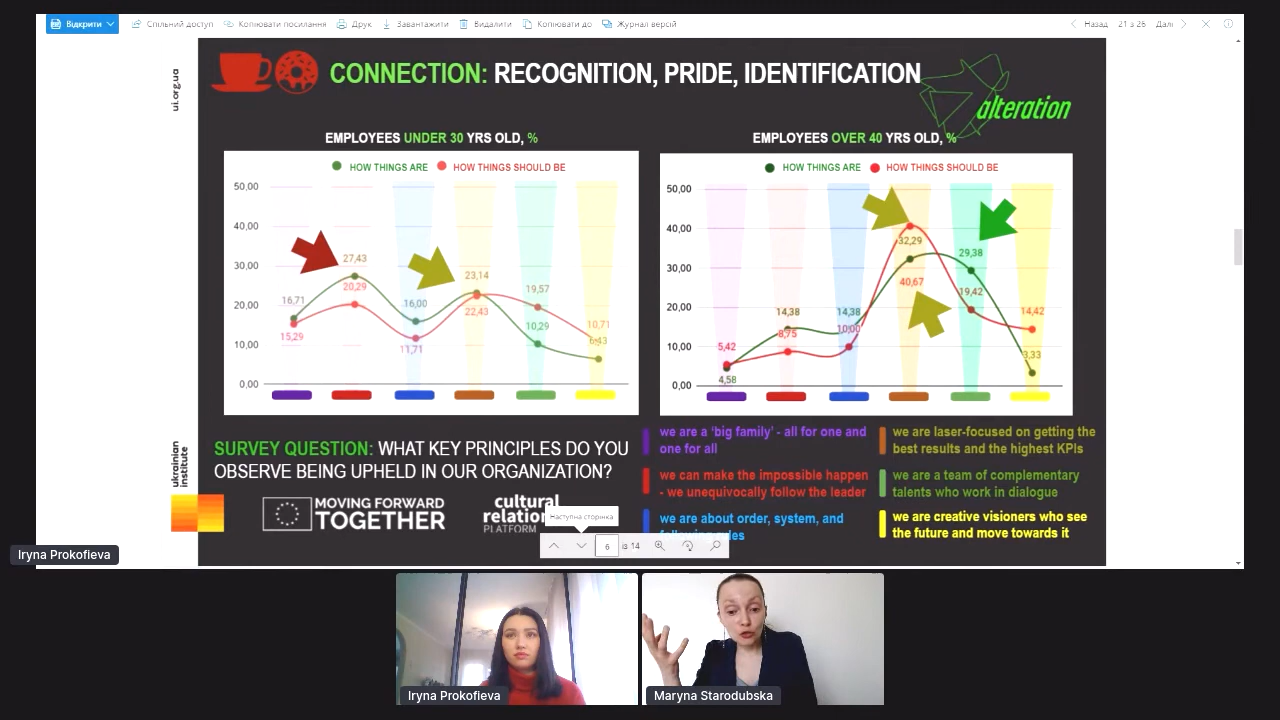 Відкрити
Спільний доступ
Копіювати посилання
Друк
Завантажити
Видалити
Копіювати до
Журнал версій
Назад
21 з 26
Далі
ui.org.ua
CONNECTION: RECOGNITION, PRIDE, IDENTIFICATION
alteration
EMPLOYEES UNDER 30 YRS OLD, %
HOW THINGS ARE HOW THINGS SHOULD BE
50,00
40,00
30,00
20,00
10,00
0,00
16,71
15,29
27,43
20,29
16,00
11,71
23,14
22,43
19,57
10,29
10,71
6,43
EMPLOYEES OVER 40 YRS OLD, %
HOW THINGS ARE HOW THINGS SHOULD BE
50,00
40,00
30,00
20,00
10,00
0,00
5,42
4,58
14,38
8,75
14,38
10,00
32,29
40,67
29,38
19,42
14,42
3,33
SURVEY QUESTION: WHAT KEY PRINCIPLES DO YOU
OBSERVE BEING UPHELD IN OUR ORGANIZATION?
we are a 'big family' - all for one and
one for all
we can make the impossible happen
- we unequivocally follow the leader
we are about order, system, and
we are laser-focused on getting the
best results and the highest KPIs
we are a team of complementary
talents who work in dialogue
we are creative visioners who see
the future and move towards it
ukrainian
institute
MOVING FORWARD
TOGETHER
cultural
PLATFORM
Наступна сторінка
6 із 14
Iryna Prokofieva
Iryna Prokofieva
Maryna Starodubska